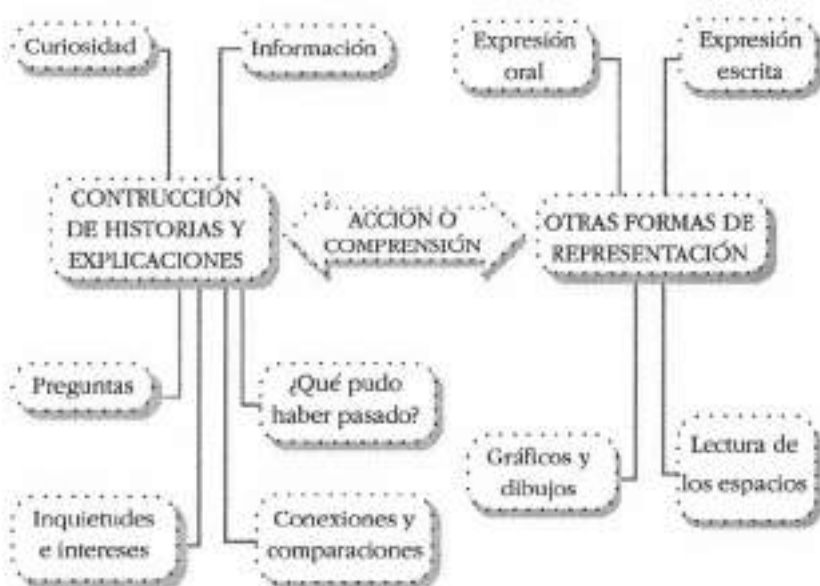 Curiosidad
Información
Expresión
oral
Expresión
escrita
CONTRUCCIÓN
DE HISTORIAS Y
EXPLICACIONES
ACCIÓN O
COMPRENSIÓN
OTRAS FORMAS DE
REPRESENTACIÓN
Preguntas
¿Qué pudo
haber pasado?
Gráficos y
dibujos
Lectura de
los espacios
Inquietudes
e intereses
Conexiones y
comparaciones